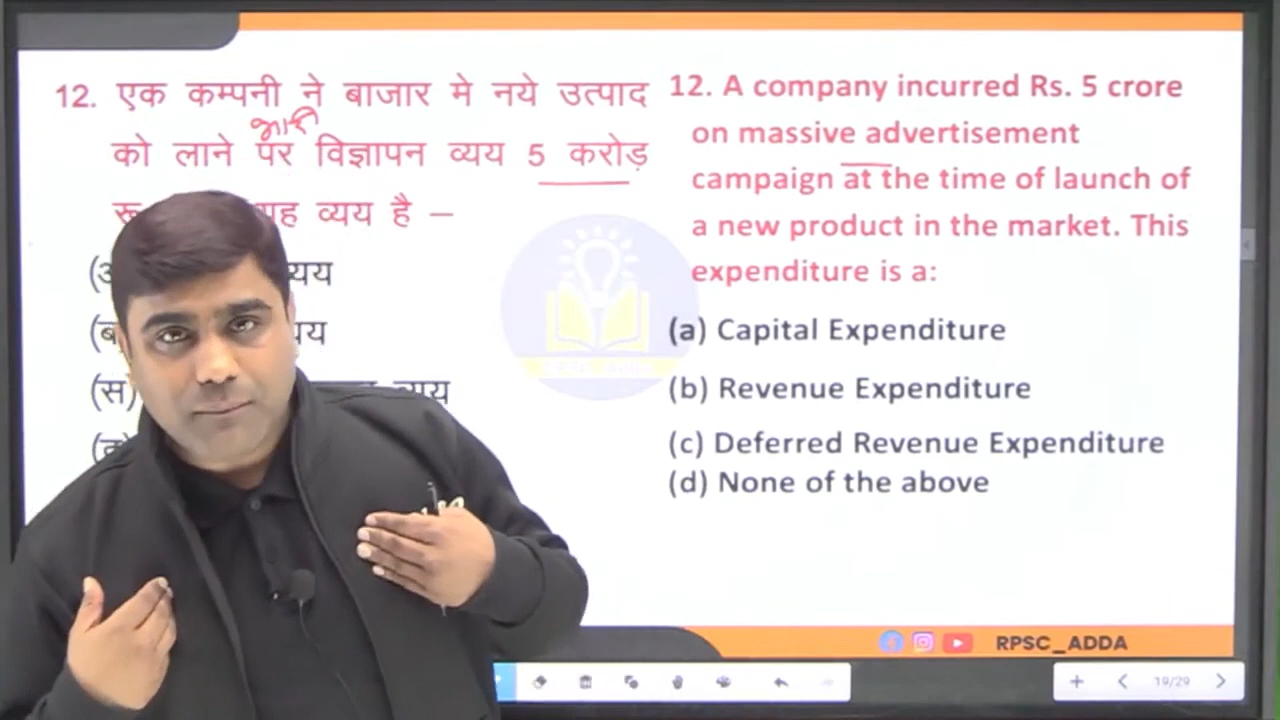 12. एक कम्पनी ने बाजार मे नये उत्पाद
भारी
को लाने पर विज्ञापन व्यय 5 करोड़
व्यय है –
व्यय
12. A company incurred Rs. 5 crore
on massive advertisement
campaign at the time of launch of
a new product in the market. This
expenditure is a:
(a) Capital Expenditure
(b) Revenue Expenditure
(c) Deferred Revenue Expenditure
(d) None of the above
RPSC_ADDA
19/29